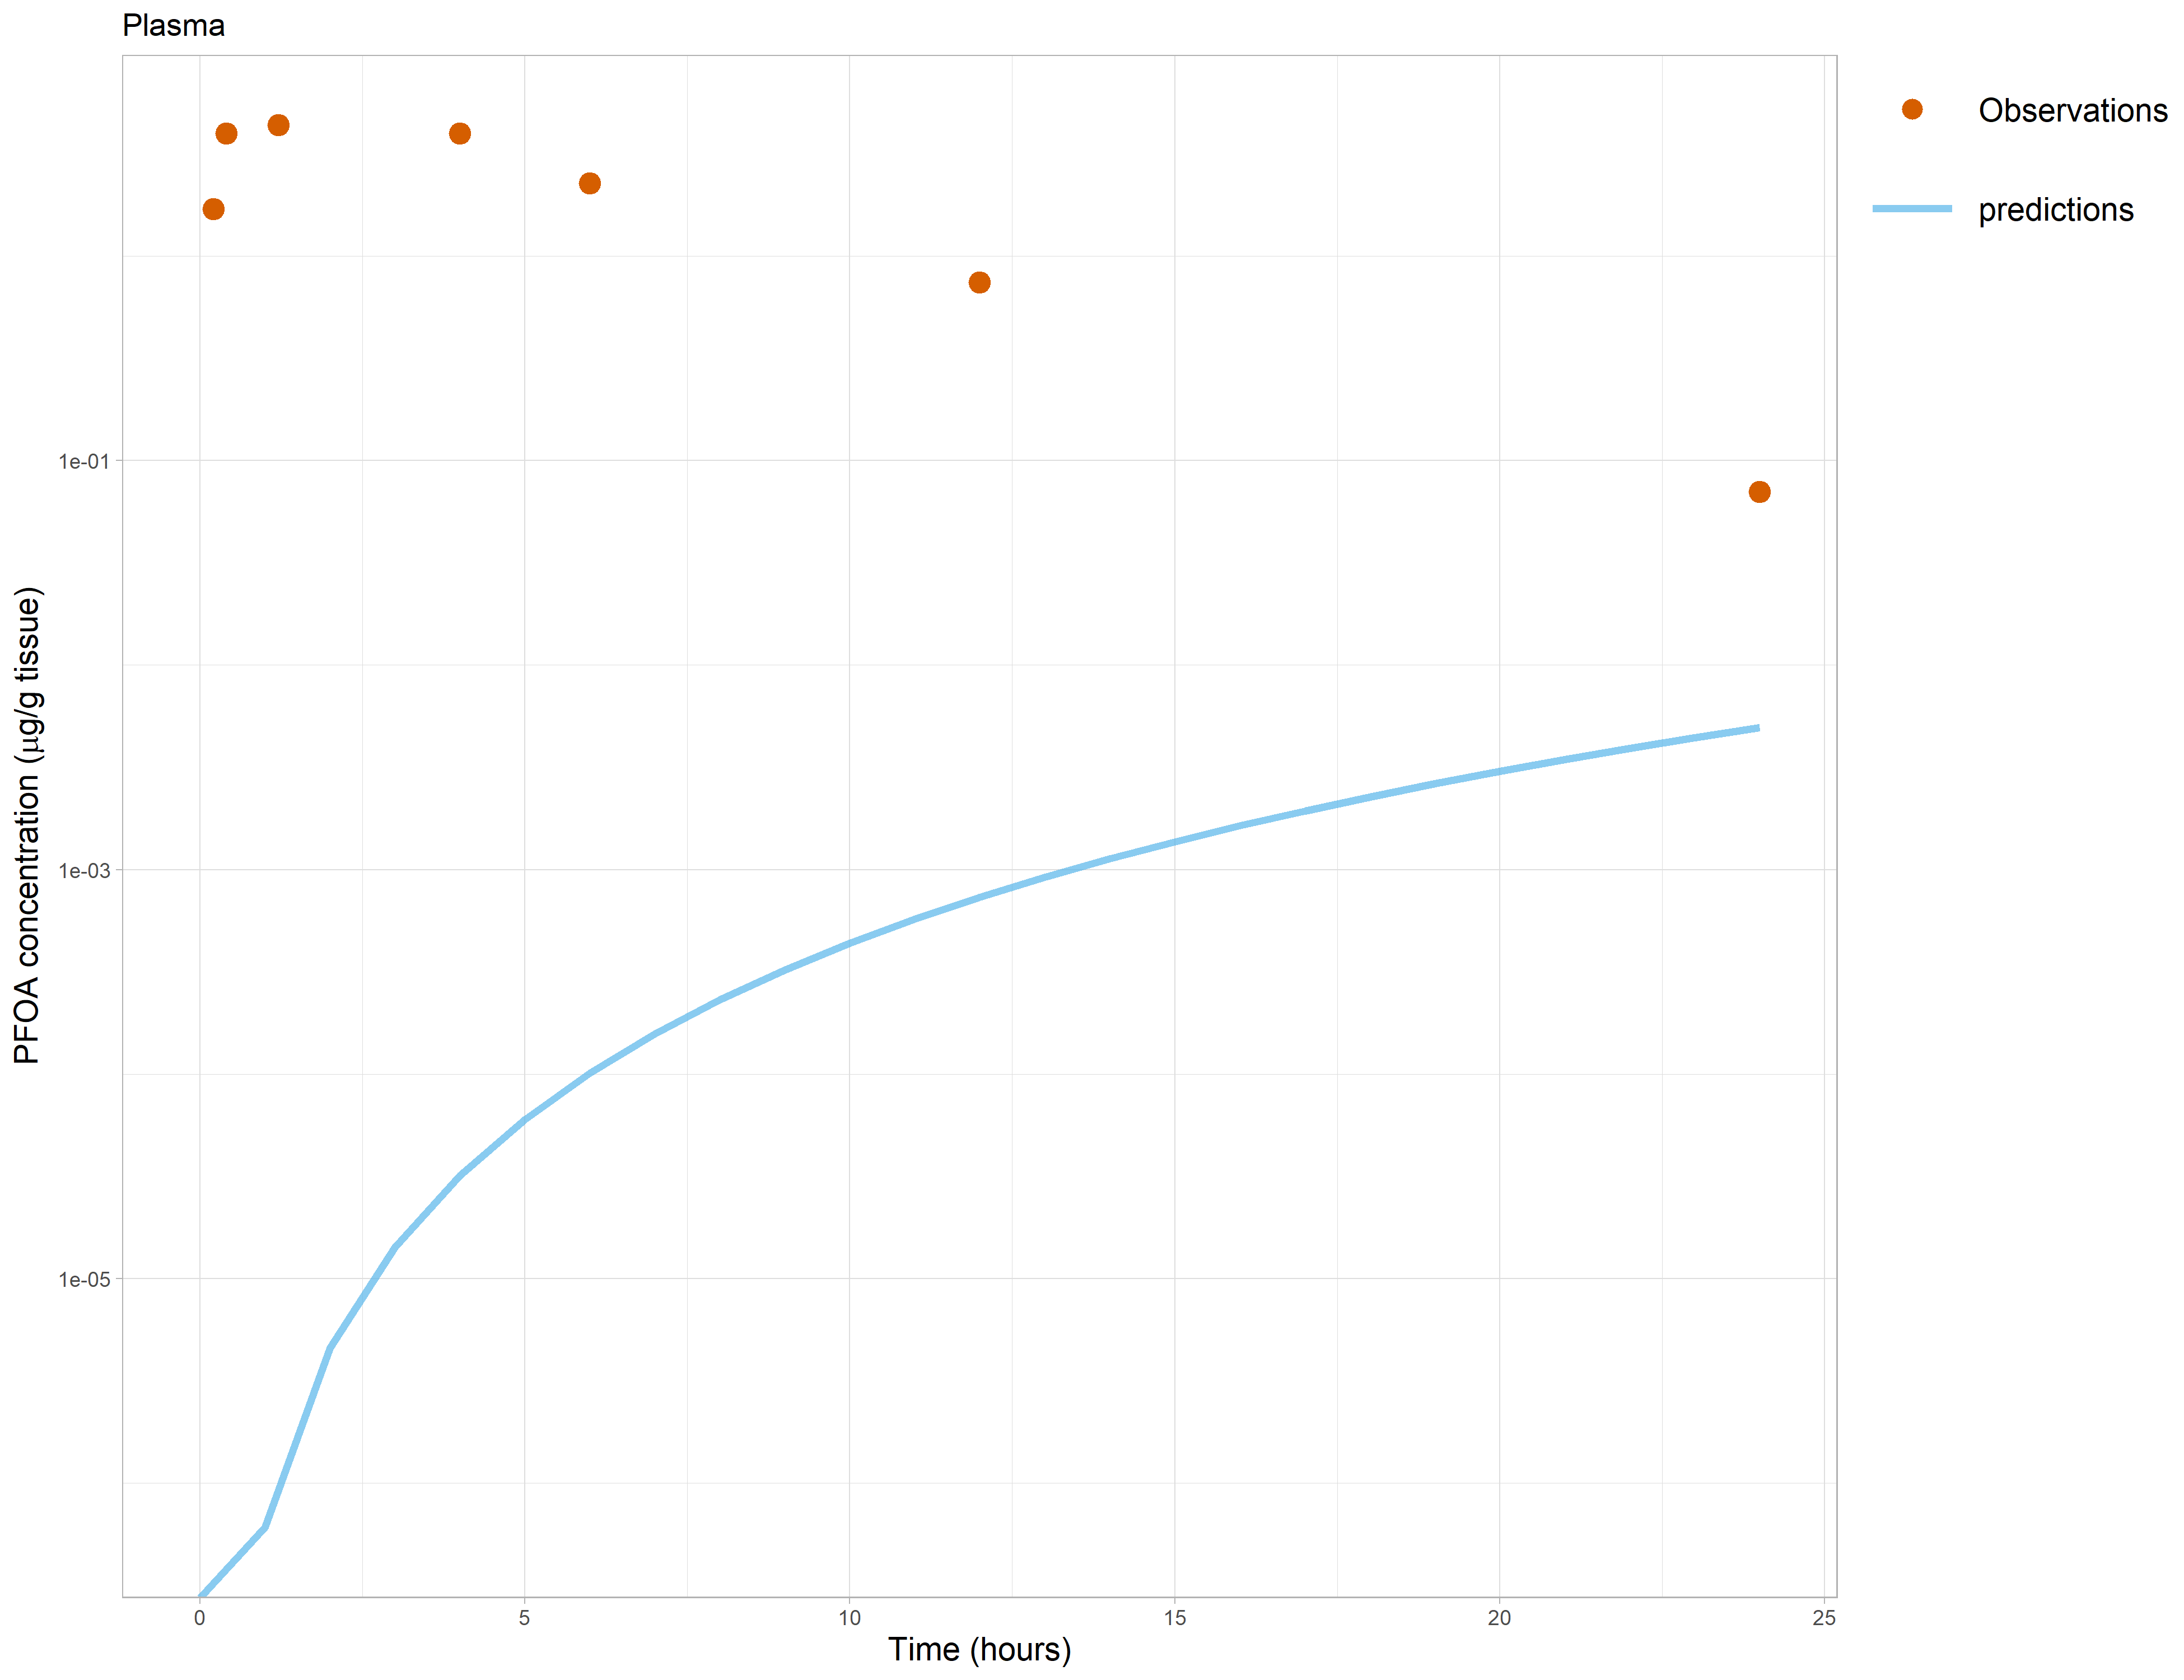 Plasma
Observations
predictions
PFOA concentration (μg/g tissue)
1e-01
1e-03
1e-05
0
5
10
15
20
25
Time (hours)